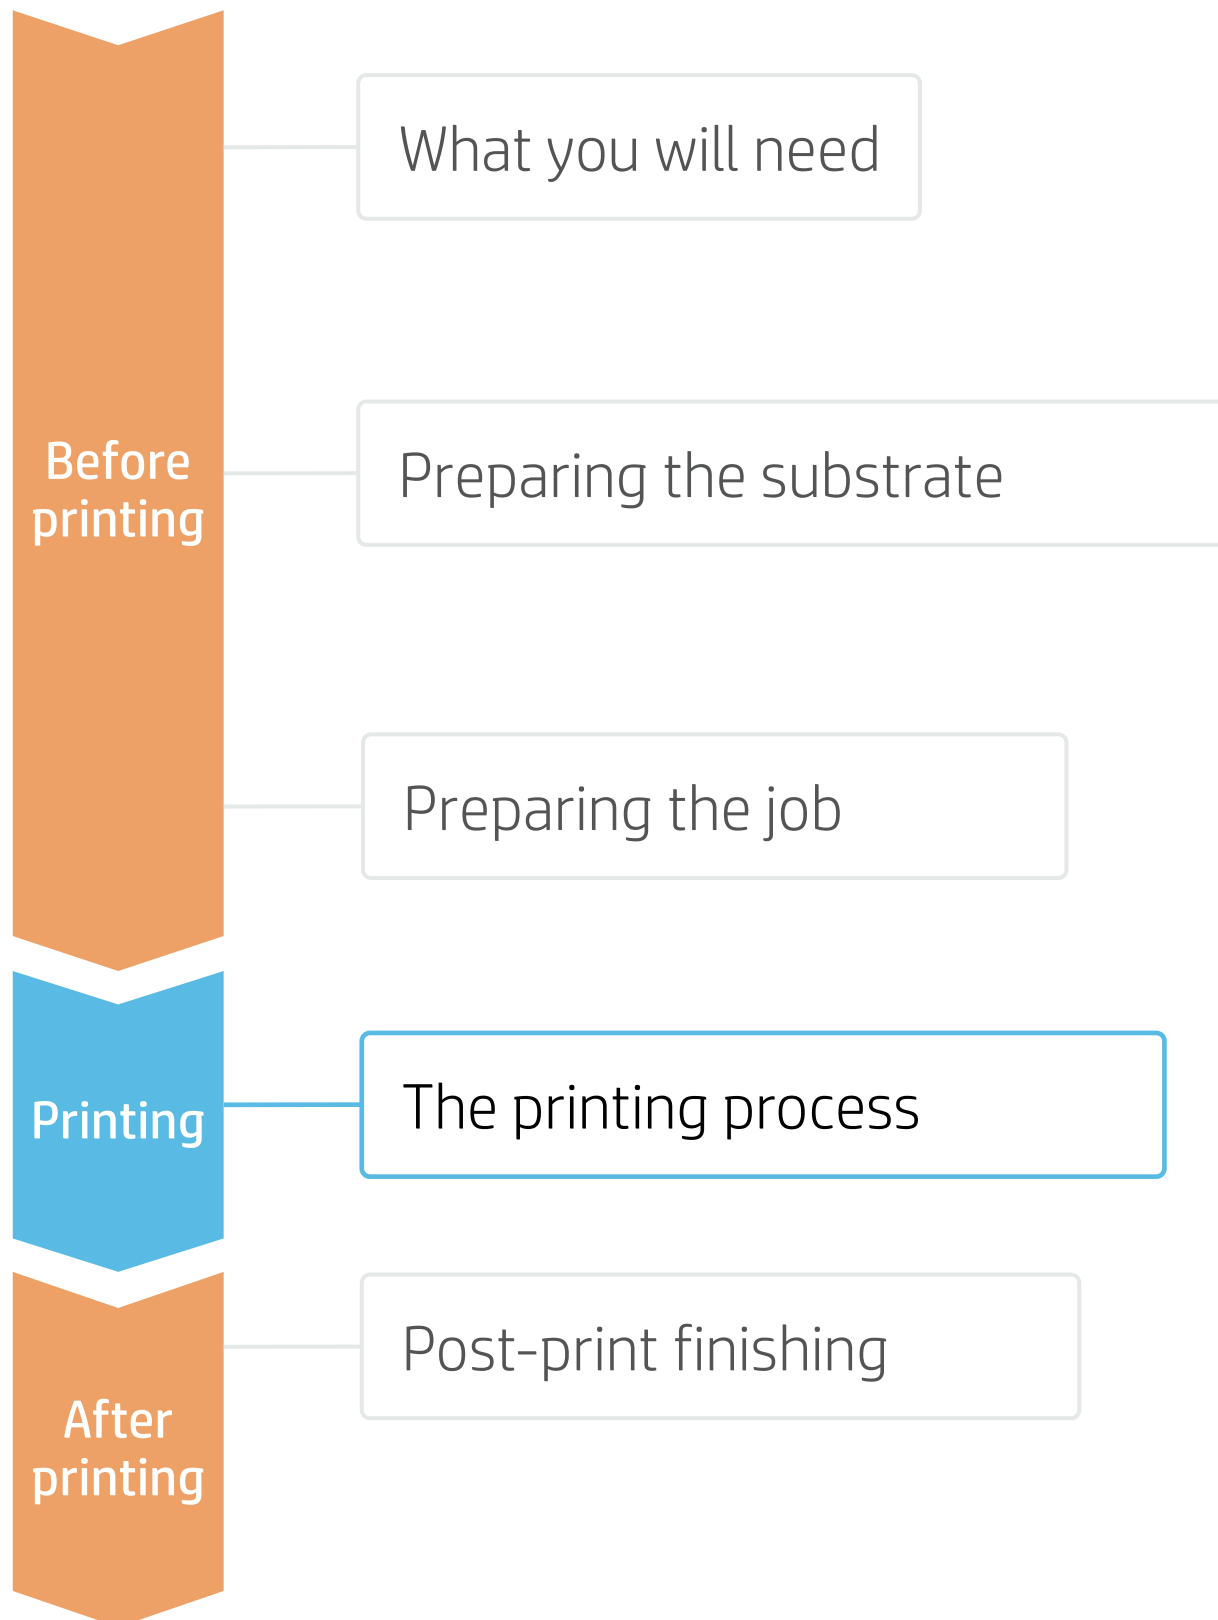 What you will need
Before
printing
Preparing the substrate
Preparing the job
Printing
The printing process
Post-print finishing
After
printing